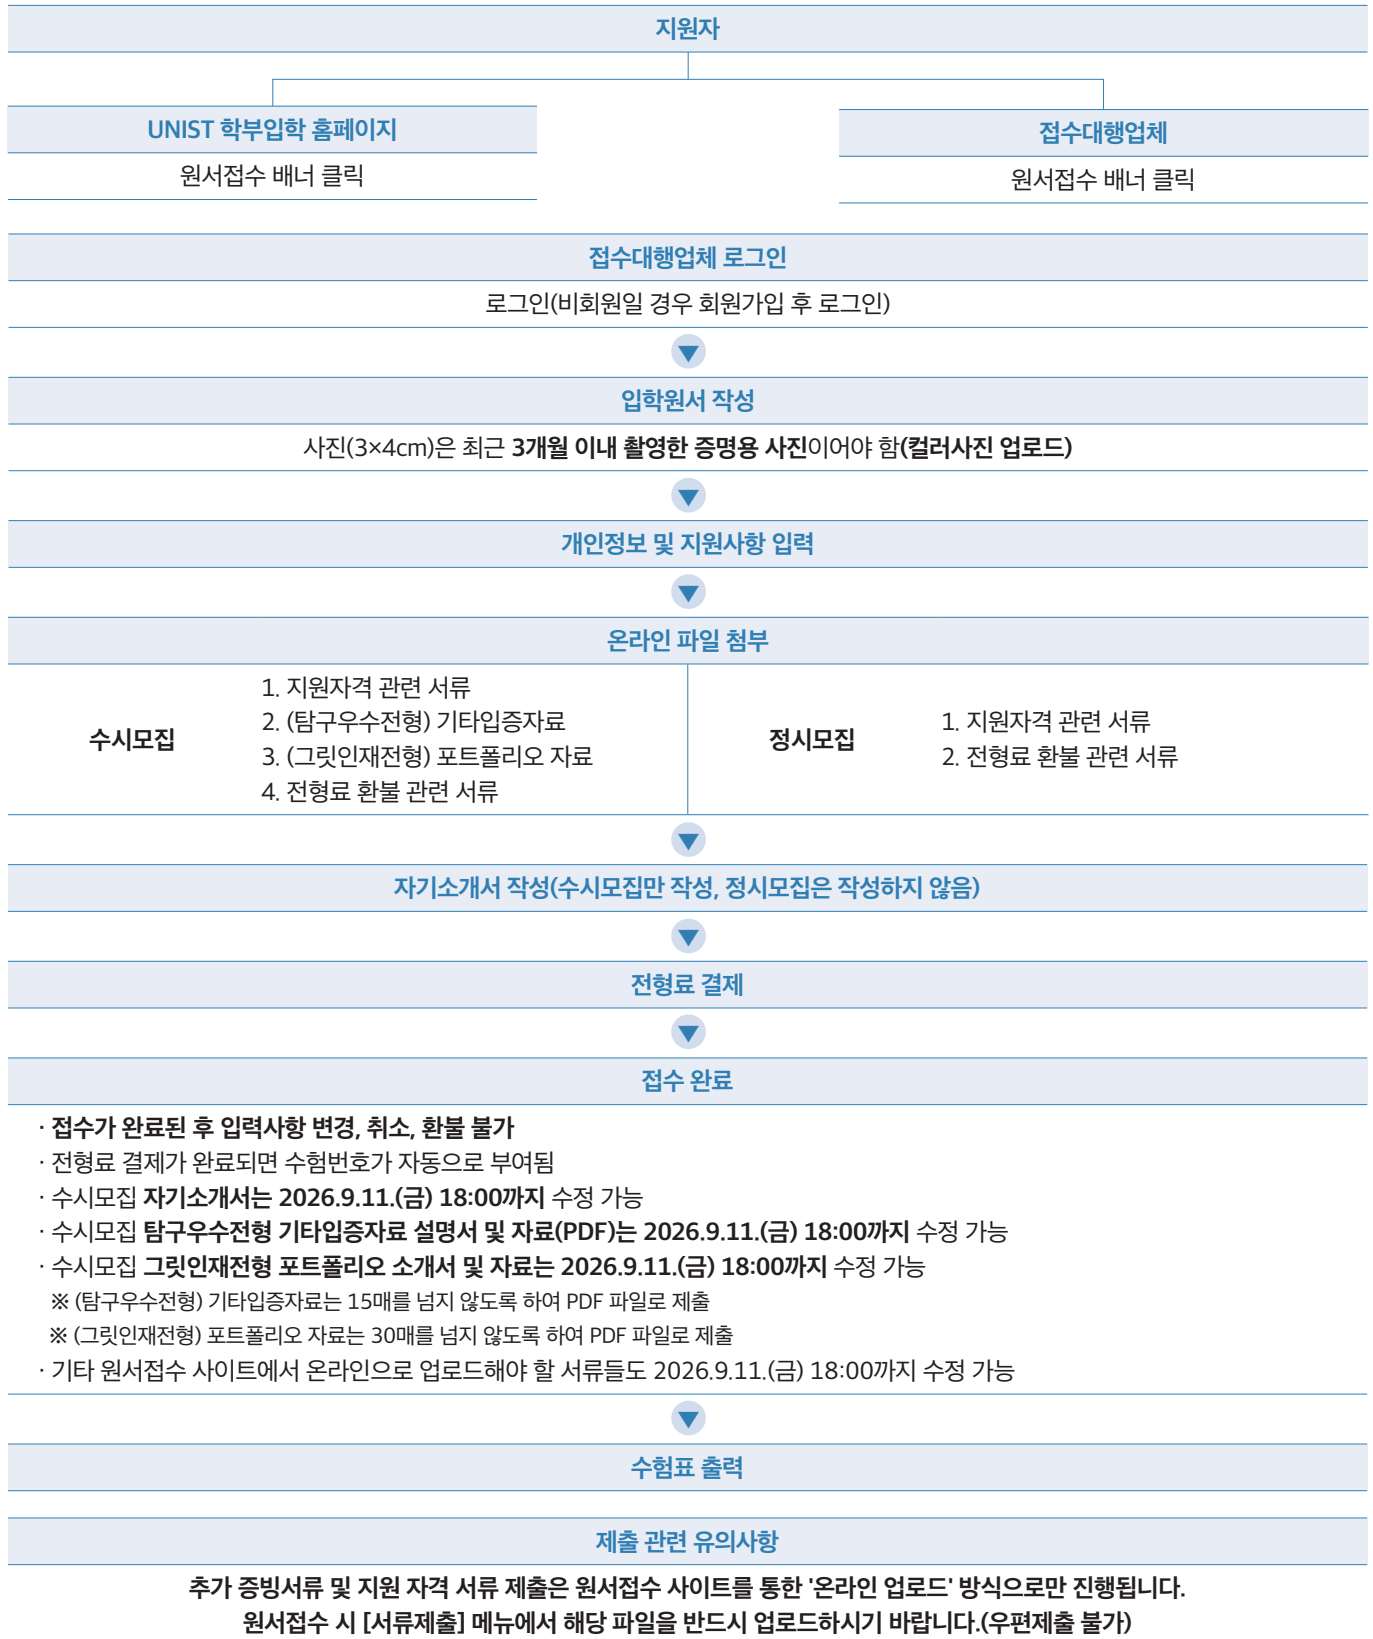 지원자
UNIST 학부입학 홈페이지
원서접수 배너 클릭
접수대행업체
원서접수 배너 클릭
접수대행업체 로그인
로그인(비회원일 경우 회원가입 후 로그인)
입학원서 작성
사진(3×4cm)은 최근 3개월 이내 촬영한 증명용 사진이어야 함(컬러사진 업로드)
개인정보 및 지원사항 입력
온라인 파일 첨부
수시모집
1. 지원자격 관련 서류
2. (탐구우수전형) 기타입증자료
3. (그릿인재전형) 포트폴리오 자료
4. 전형료 환불 관련 서류
정시모집
1. 지원자격 관련 서류
2. 전형료 환불 관련 서류
자기소개서 작성(수시모집만 작성, 정시모집은 작성하지 않음)
전형료 결제
접수 완료
· 접수가 완료된 후 입력사항 변경, 취소, 환불 불가
· 전형료 결제가 완료되면 수험번호가 자동으로 부여됨
· 수시모집 자기소개서는 2026.9.11.(금) 18:00까지 수정 가능
· 수시모집 탐구우수전형 기타입증자료 설명서 및 자료(PDF)는 2026.9.11.(금) 18:00까지 수정 가능
· 수시모집 그릿인재전형 포트폴리오 소개서 및 자료는 2026.9.11.(금) 18:00까지 수정 가능
※ (탐구우수전형) 기타입증자료는 15매를 넘지 않도록 하여 PDF 파일로 제출
※ (그릿인재전형) 포트폴리오 자료는 30매를 넘지 않도록 하여 PDF 파일로 제출
· 기타 원서접수 사이트에서 온라인으로 업로드해야 할 서류들도 2026.9.11.(금) 18:00까지 수정 가능
수험표 출력
제출 관련 유의사항
추가 증빙서류 및 지원 자격 서류 제출은 원서접수 사이트를 통한 '온라인 업로드' 방식으로만 진행됩니다.
원서접수 시 [서류제출] 메뉴에서 해당 파일을 반드시 업로드하시기 바랍니다.(우편제출 불가)